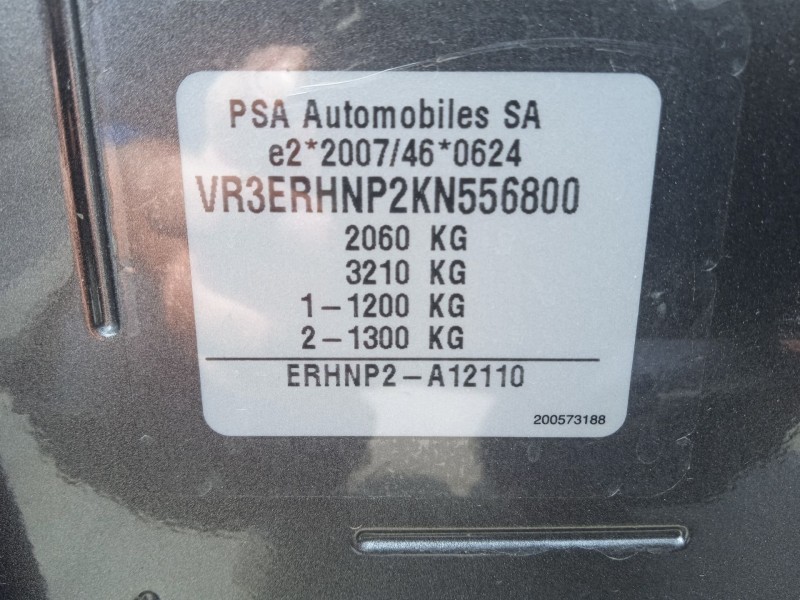 PSA Automobiles SA
e2*2007/46*0624
VR3ERHNP2KN556800
2060 KG
3210 KG
1-1200 KG
2-1300 KG
ERHNP2-A12110
200573188